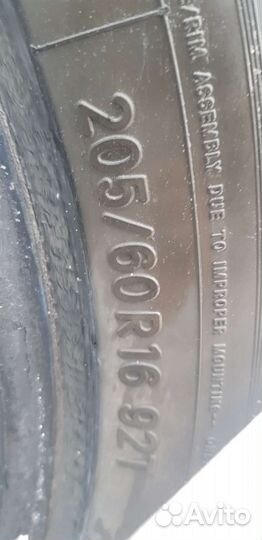 /RIM ASSEMBLY DUE TO IMPROPER MOUNTING
205/60R16 92T
Avito